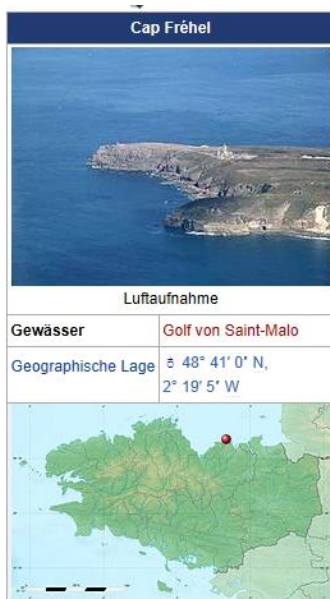 Cap Fréhel
Luftaufnahme
Gewässer Golf von Saint-Malo
Geographische Lage 48° 41′ 0″ N,
2° 19′ 5″ W